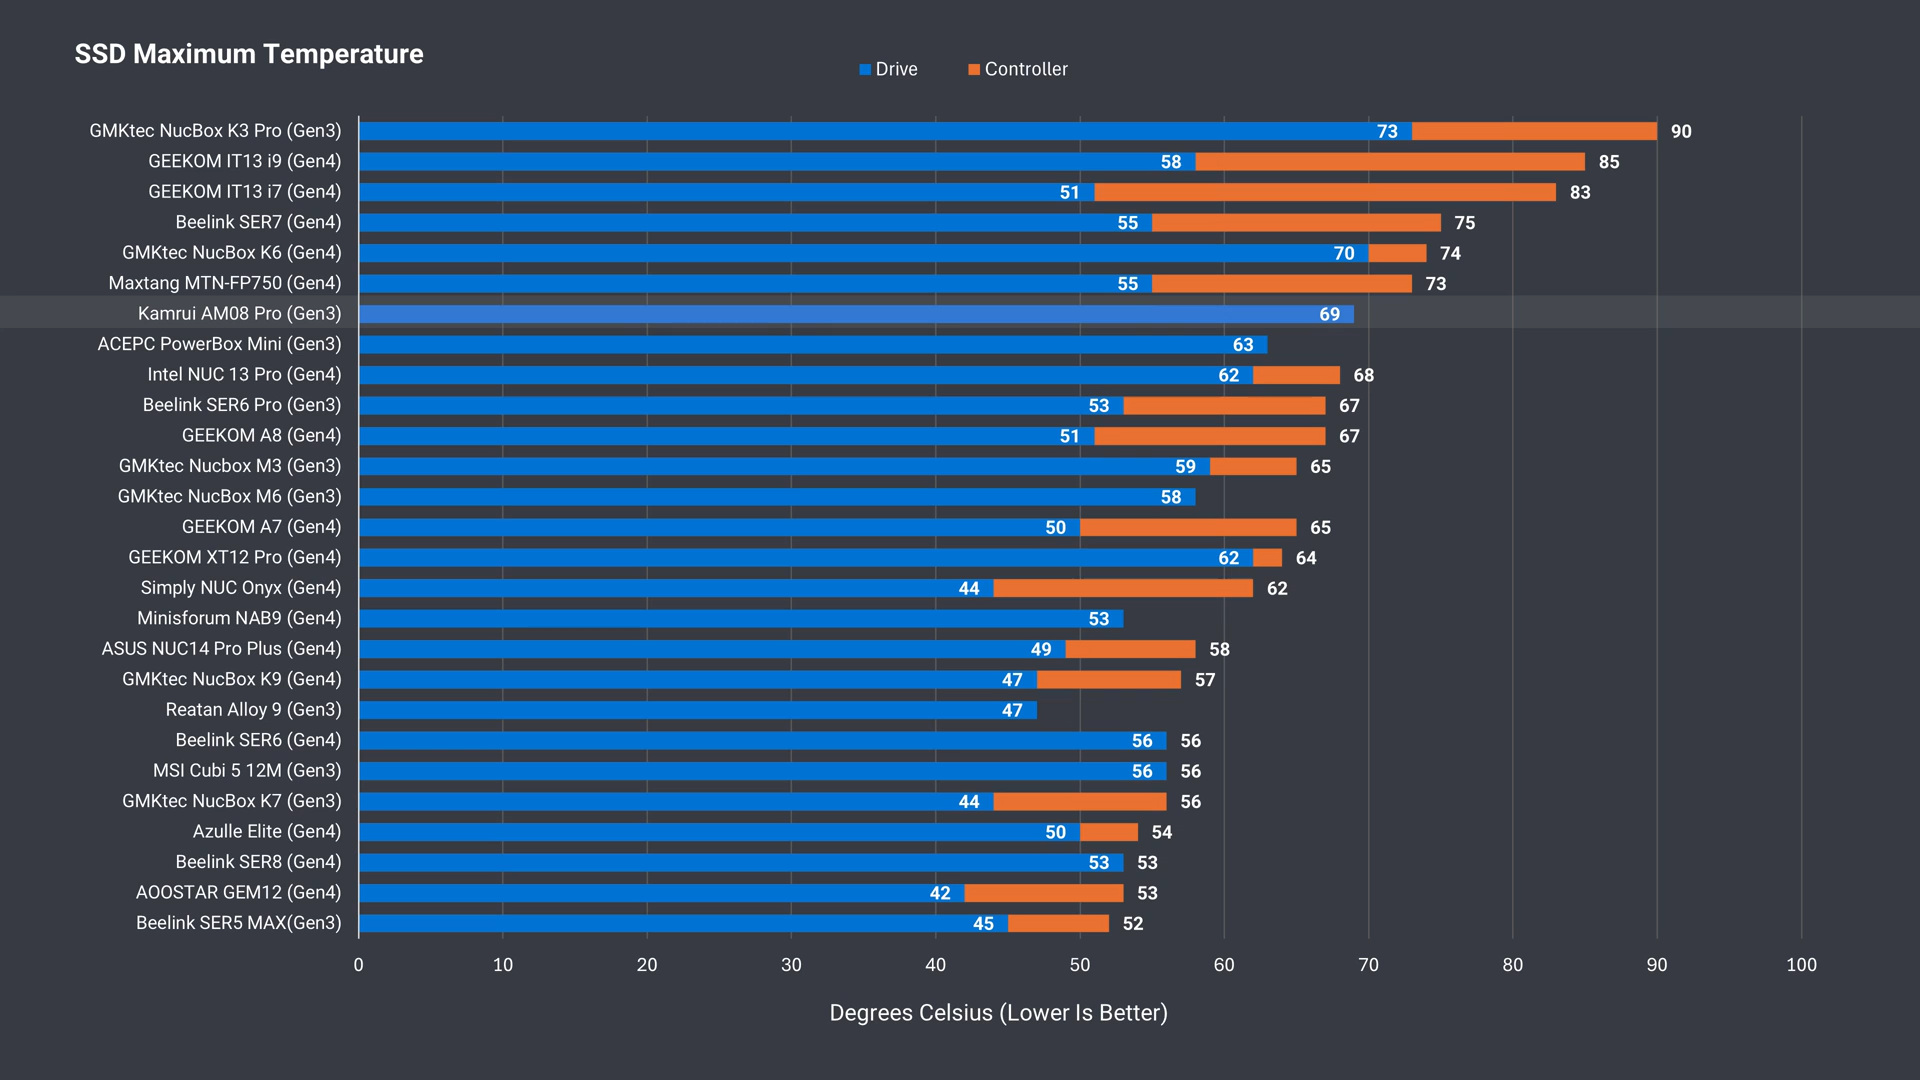 SSD Maximum Temperature
Drive Controller
GMKtec NucBox K3 Pro (Gen3) 73 90
GEEKOM IT13 i9 (Gen4) 58 85
GEEKOM IT13 i7 (Gen4) 51 83
Beelink SER7 (Gen4) 55 75
GMKtec NucBox K6 (Gen4) 70 74
Maxtang MTN-FP750 (Gen4) 55 73
Kamrui AM08 Pro (Gen3) 69
ACEPC PowerBox Mini (Gen3) 63
Intel NUC 13 Pro (Gen4) 62 68
Beelink SER6 Pro (Gen3) 53 67
GEEKOM A8 (Gen4) 51 67
GMKtec Nucbox M3 (Gen3) 59 65
GMKtec NucBox M6 (Gen3) 58
GEEKOM A7 (Gen4) 50 65
GEEKOM XT12 Pro (Gen4) 62 64
Simply NUC Onyx (Gen4) 44 62
Minisforum NAB9 (Gen4) 53
ASUS NUC14 Pro Plus (Gen4) 49 58
GMKtec NucBox K9 (Gen4) 47 57
Reatan Alloy 9 (Gen3) 47
Beelink SER6 (Gen4) 56 56
MSI Cubi 5 12M (Gen3) 56 56
GMKtec NucBox K7 (Gen3) 44 56
Azulle Elite (Gen4) 50 54
Beelink SER8 (Gen4) 53 53
AOOSTAR GEM12 (Gen4) 42 53
Beelink SER5 MAX(Gen3) 45 52
0 10 20 30 40 50 60 70 80 90 100
Degrees Celsius (Lower Is Better)